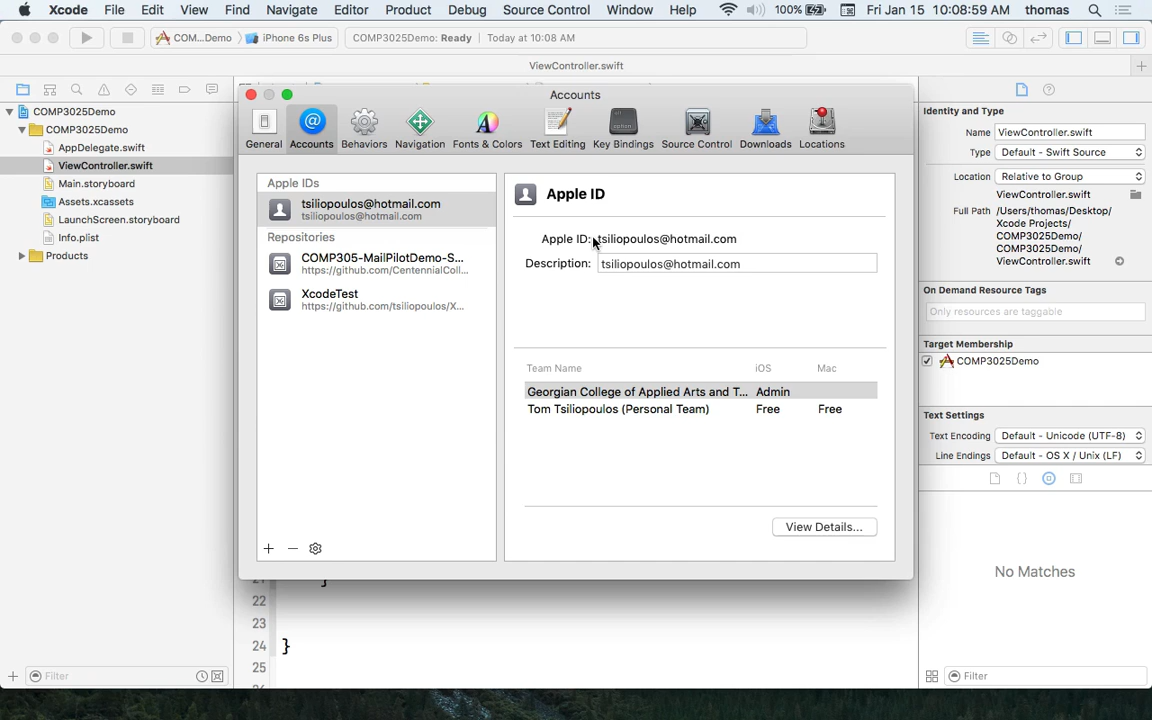 Xcode File Edit View Find Navigate Editor Product Debug Source Control Window Help 100% Fri Jan 15 10:08:59 AM thomas
COM...Demo iPhone 6s Plus COMP3025Demo: Ready Today at 10:08 AM
ViewController.swift
Accounts
General Accounts Behaviors Navigation Fonts & Colors Text Editing Key Bindings Source Control Downloads Locations
COMP3025Demo
COMP3025Demo
AppDelegate.swift
ViewController.swift
Main.storyboard
Assets.xcassets
LaunchScreen.storyboard
Info.plist
Products
Filter
Apple IDs
tsiliopoulos@hotmail.com
tsiliopoulos@hotmail.com
Repositories
COMP305-MailPilotDemo-S...
https://github.com/CentennialColl...
XcodeTest
https://github.com/tsiliopoulos/X...
Apple ID
Apple ID: tsiliopoulos@hotmail.com
Description: tsiliopoulos@hotmail.com
Team Name iOS Mac
Georgian College of Applied Arts and T... Admin
Tom Tsiliopoulos (Personal Team) Free Free
View Details...
22 }
23
24 }
25
Identity and Type
Name ViewController.swift
Type Default - Swift Source
Location Relative to Group
ViewController.swift
Full Path /Users/thomas/Desktop/
Xcode Projects/
COMP3025Demo/
COMP3025Demo/
ViewController.swift
On Demand Resource Tags
Only resources are taggable
Target Membership
COMP3025Demo
Text Settings
Text Encoding Default - Unicode (UTF-8)
Line Endings Default - OS X / Unix (LF)
No Matches
Filter